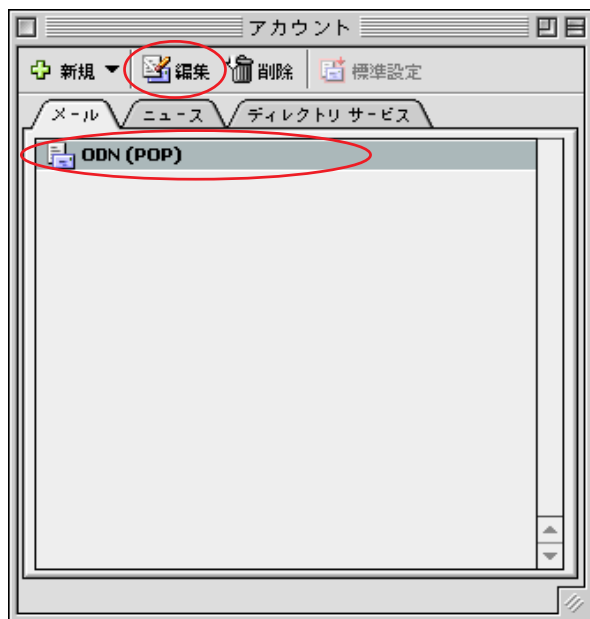 アカウント
新規 編集 削除 標準設定
メール ニュース ディレクトリ サービス
ODN (POP)